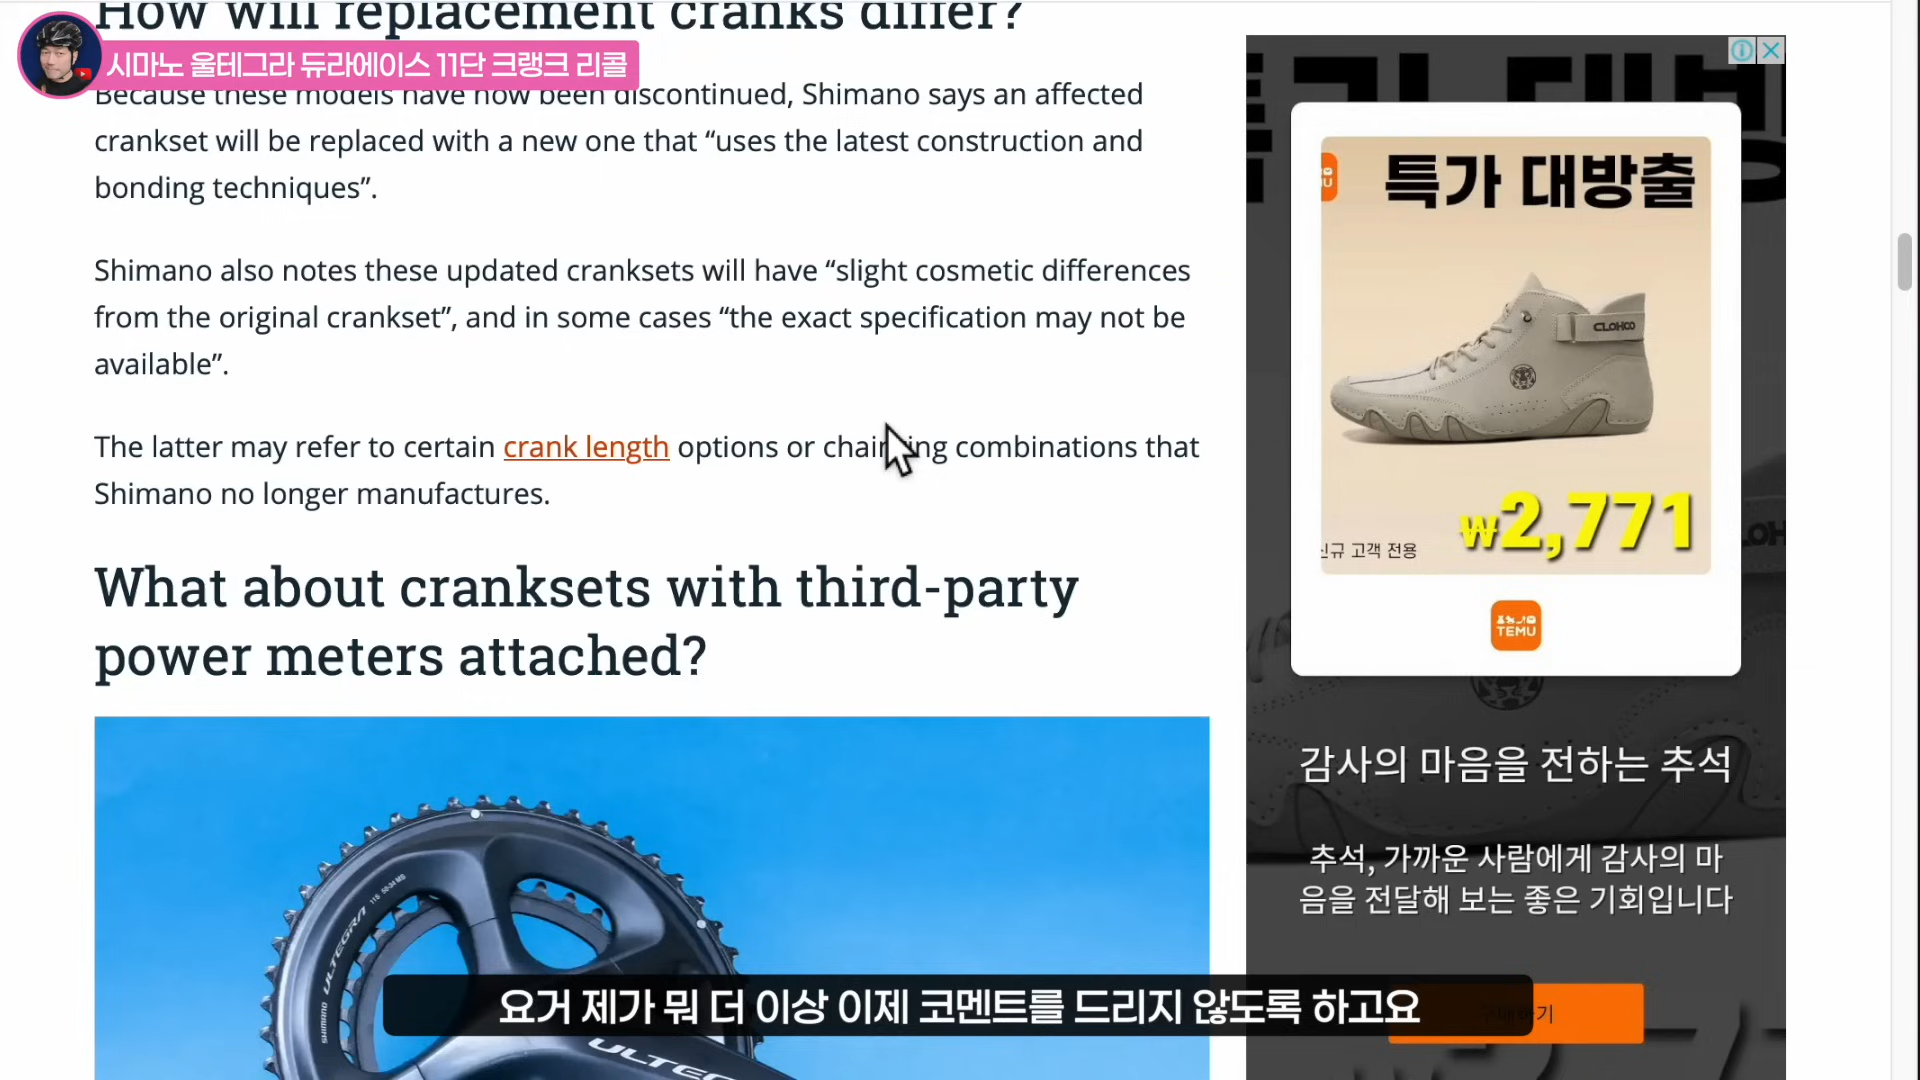 How will replacement cranks differ?
시마노 울테그라 듀라에이스 11단 크랭크 리콜
Because these models have now been discontinued, Shimano says an affected
crankset will be replaced with a new one that “uses the latest construction and
bonding techniques”.
Shimano also notes these updated cranksets will have “slight cosmetic differences
from the original crankset”, and in some cases “the exact specification may not be
available”.
The latter may refer to certain crank length options or chainring combinations that
Shimano no longer manufactures.
What about cranksets with third-party
power meters attached?
SHIMANO ULTEGRA 11S 50-34 MS
ULTEG
요거 제가 뭐 더 이상 이제 코멘트를 드리지 않도록 하고요
특가 대방출
CLOHOO
₩2,771
신규 고객 전용
TEMU
감사의 마음을 전하는 추석
추석, 가까운 사람에게 감사의 마
음을 전달해 보는 좋은 기회입니다